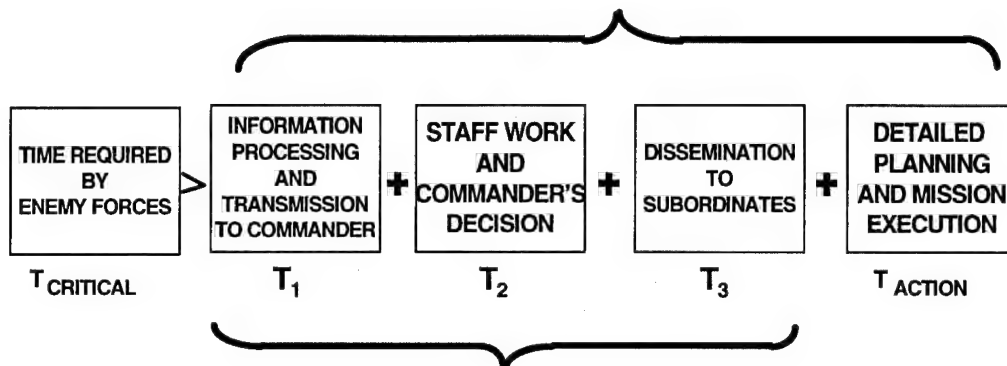 TIME REQUIRED
BY
ENEMY FORCES
>
INFORMATION
PROCESSING
AND
TRANSMISSION
TO COMMANDER
+
STAFF WORK
AND
COMMANDER'S
DECISION
+
DISSEMINATION
TO
SUBORDINATES
+
DETAILED
PLANNING
AND MISSION
EXECUTION
T CRITICAL
T1
T2
T3
T ACTION